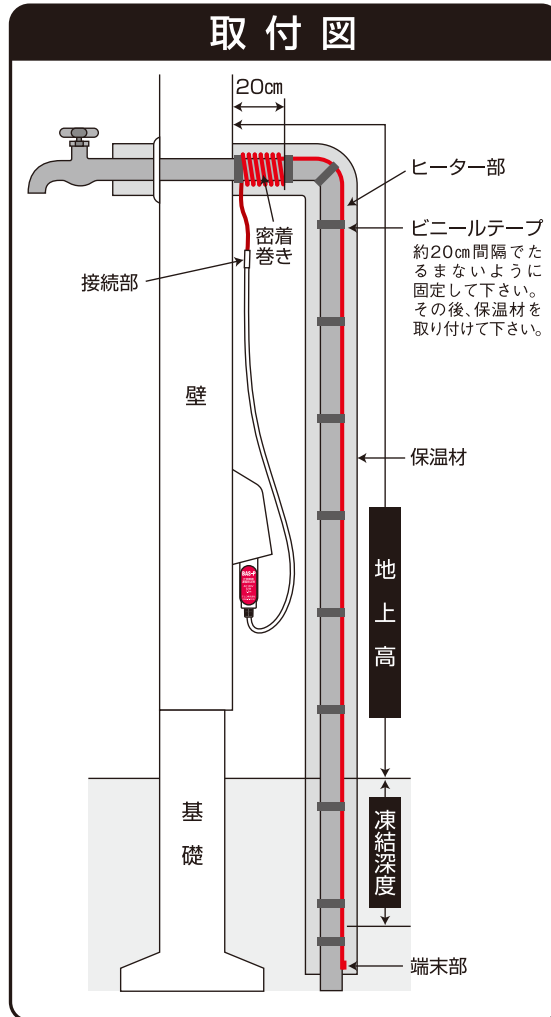 取付図
20㎝
ヒーター部
ビニールテープ
約20㎝間隔でた
るまないように
固定して下さい。
その後、保温材を
取り付けて下さい。
密着
巻き
接続部
壁
保温材
地上高
基礎
凍結深度
端末部